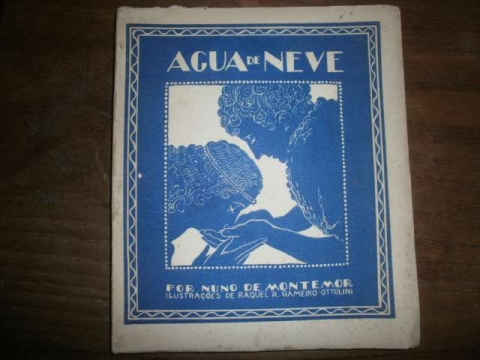 AGUA DE NEVE
POR NUNO DE MONTEMOR
ILUSTRAÇÕES DE RAQUEL R. GAMEIRO OTTOLINI